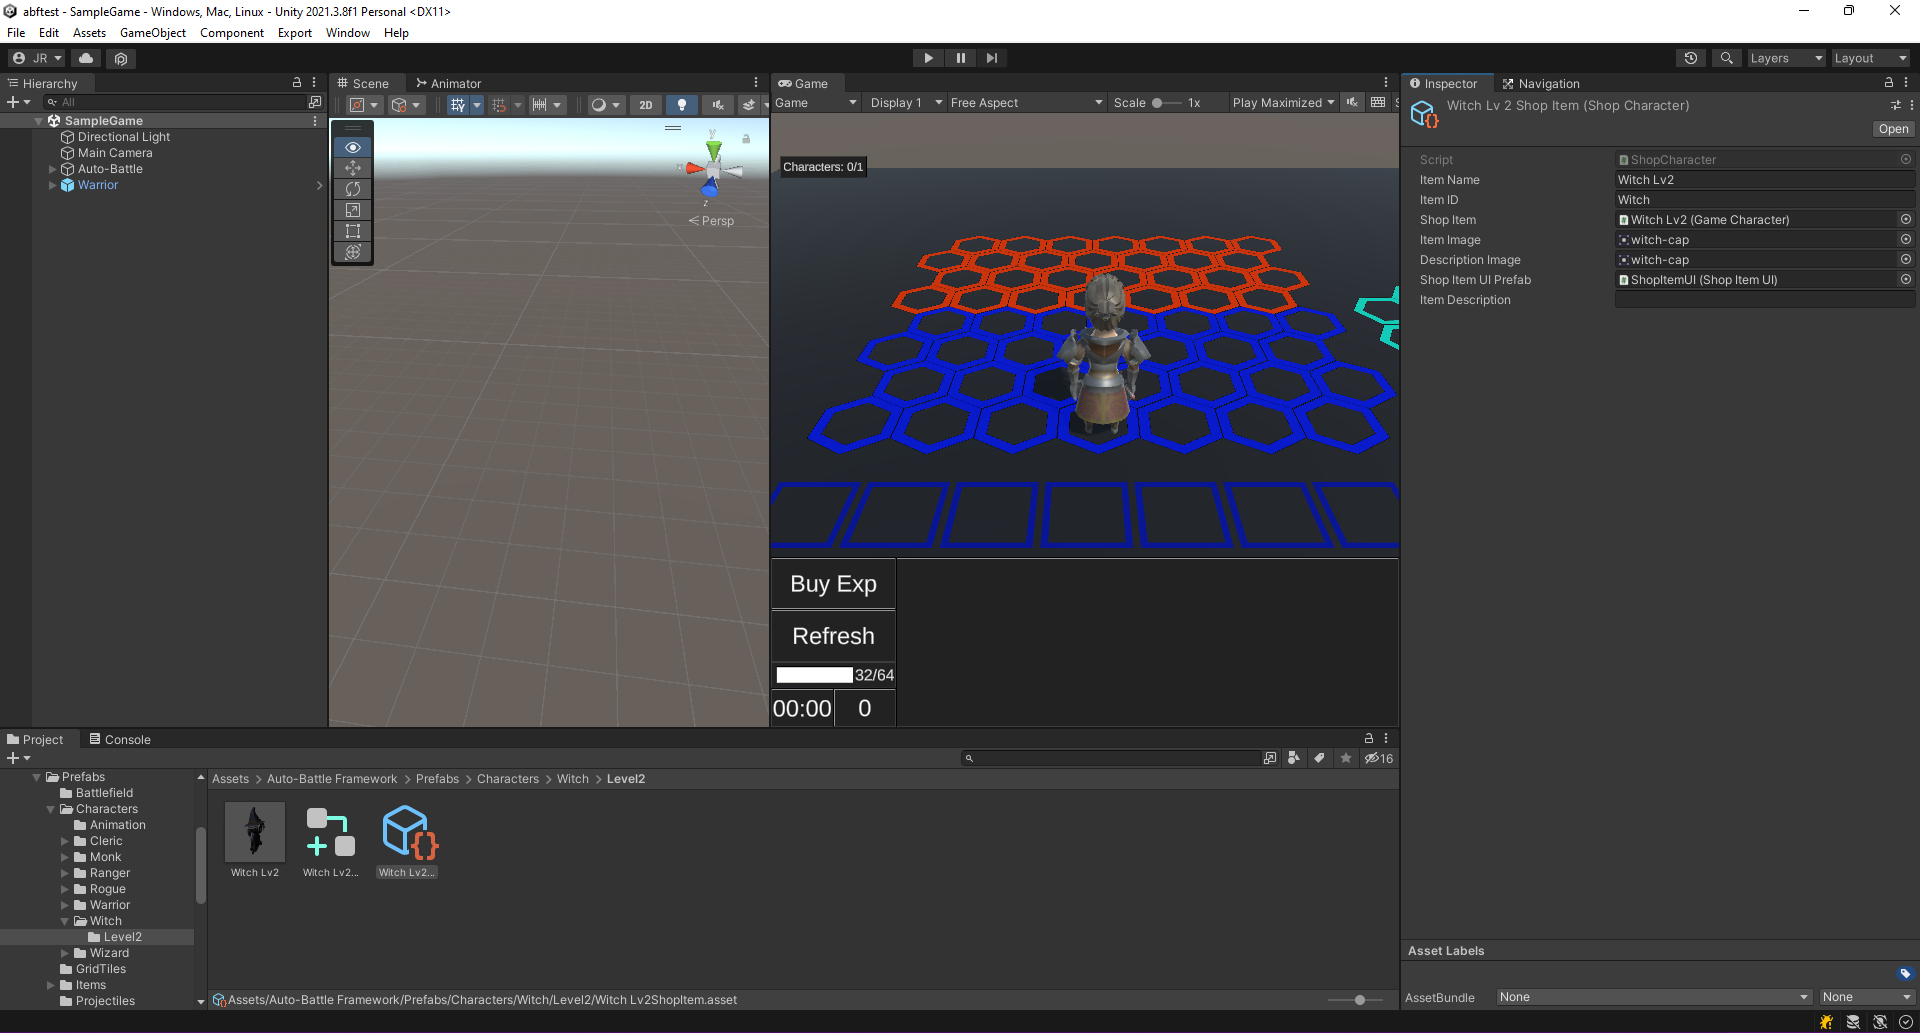 abftest - SampleGame - Windows, Mac, Linux - Unity 2021.3.8f1 Personal <DX11>
File Edit Assets GameObject Component Export Window Help
JR Layers Layout
Hierarchy
All
SampleGame
Directional Light
Main Camera
Auto-Battle
Warrior
Scene Animator
2D
y
x
z
Persp
Game
Game Display 1 Free Aspect Scale 1x Play Maximized
Characters: 0/1
Buy Exp
Refresh
32/64
00:00 0
Inspector Navigation
Witch Lv 2 Shop Item (Shop Character)
Open
Script ShopCharacter
Item Name Witch Lv2
Item ID Witch
Shop Item Witch Lv2 (Game Character)
Item Image witch-cap
Description Image witch-cap
Shop Item UI Prefab ShopItemUI (Shop Item UI)
Item Description
Project Console
16
Prefabs
Battlefield
Characters
Animation
Cleric
Monk
Ranger
Rogue
Warrior
Witch
Level2
Wizard
GridTiles
Items
Projectiles
Assets > Auto-Battle Framework > Prefabs > Characters > Witch > Level2
Witch Lv2 Witch Lv2... Witch Lv2...
Assets/Auto-Battle Framework/Prefabs/Characters/Witch/Level2/Witch Lv2ShopItem.asset
Asset Labels
AssetBundle None None